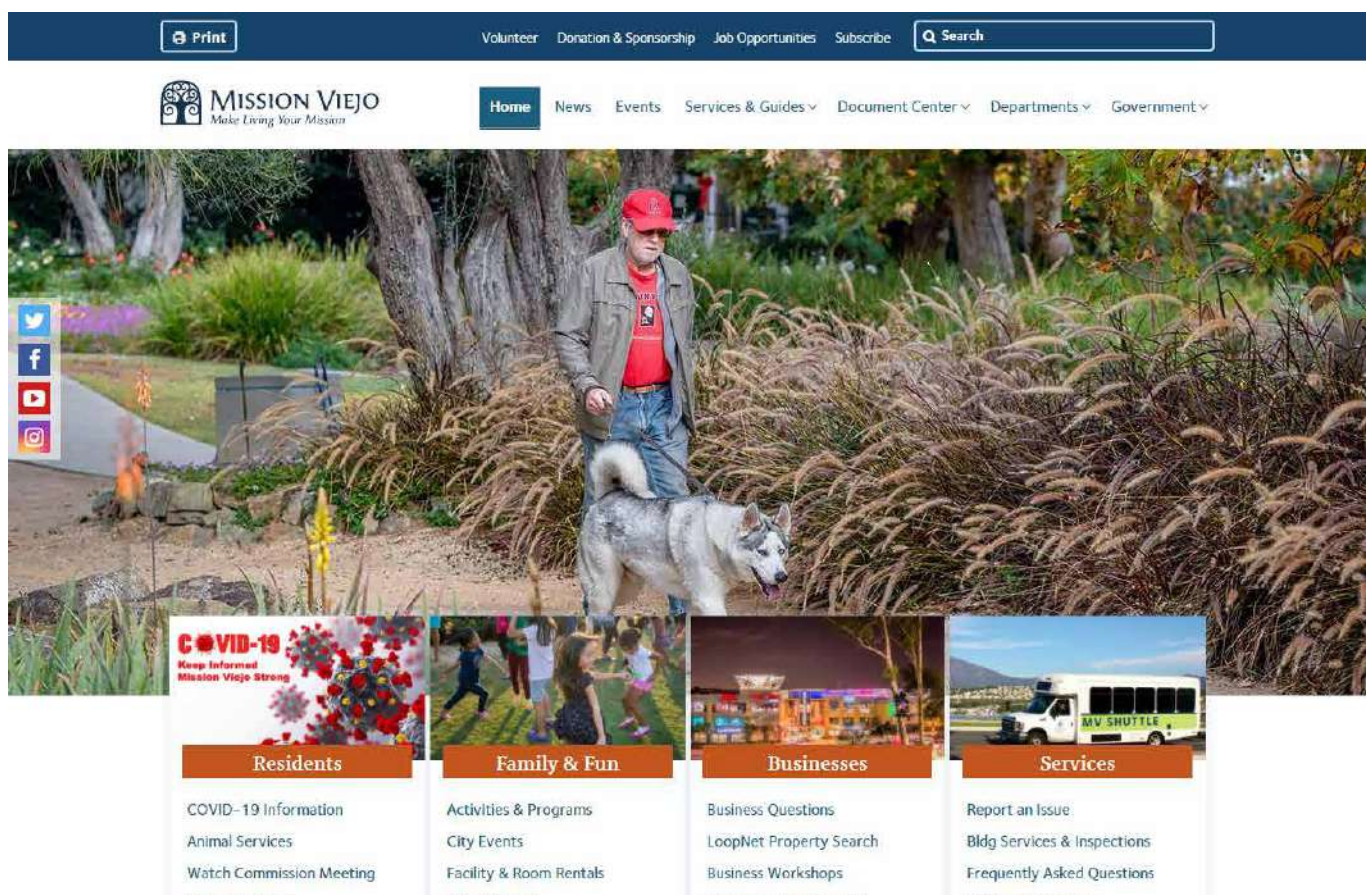 Print
Volunteer Donation & Sponsorship Job Opportunities Subscribe Search
MISSION VIEJO
Make Living Your Mission
Home News Events Services & Guides Document Center Departments Government
COVID-19
Keep Informed
Mission Viejo Strong
MV SHUTTLE
Residents
Family & Fun
Businesses
Services
COVID-19 Information
Animal Services
Watch Commission Meeting
Activities & Programs
City Events
Facility & Room Rentals
Business Questions
LoopNet Property Search
Business Workshops
Report an Issue
Bldg Services & Inspections
Frequently Asked Questions